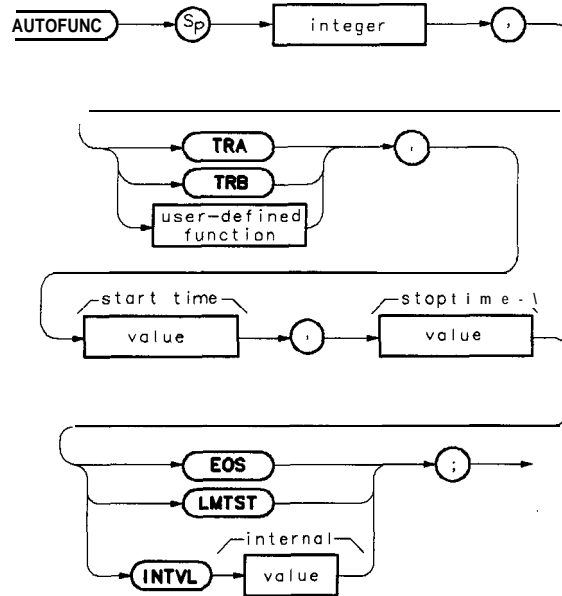 AUTOFUNC Sp integer ,
TRA ,
TRB
user-defined
function
start time stoptime-\
value , value
EOS ;
LMTST
internal
INTVL value